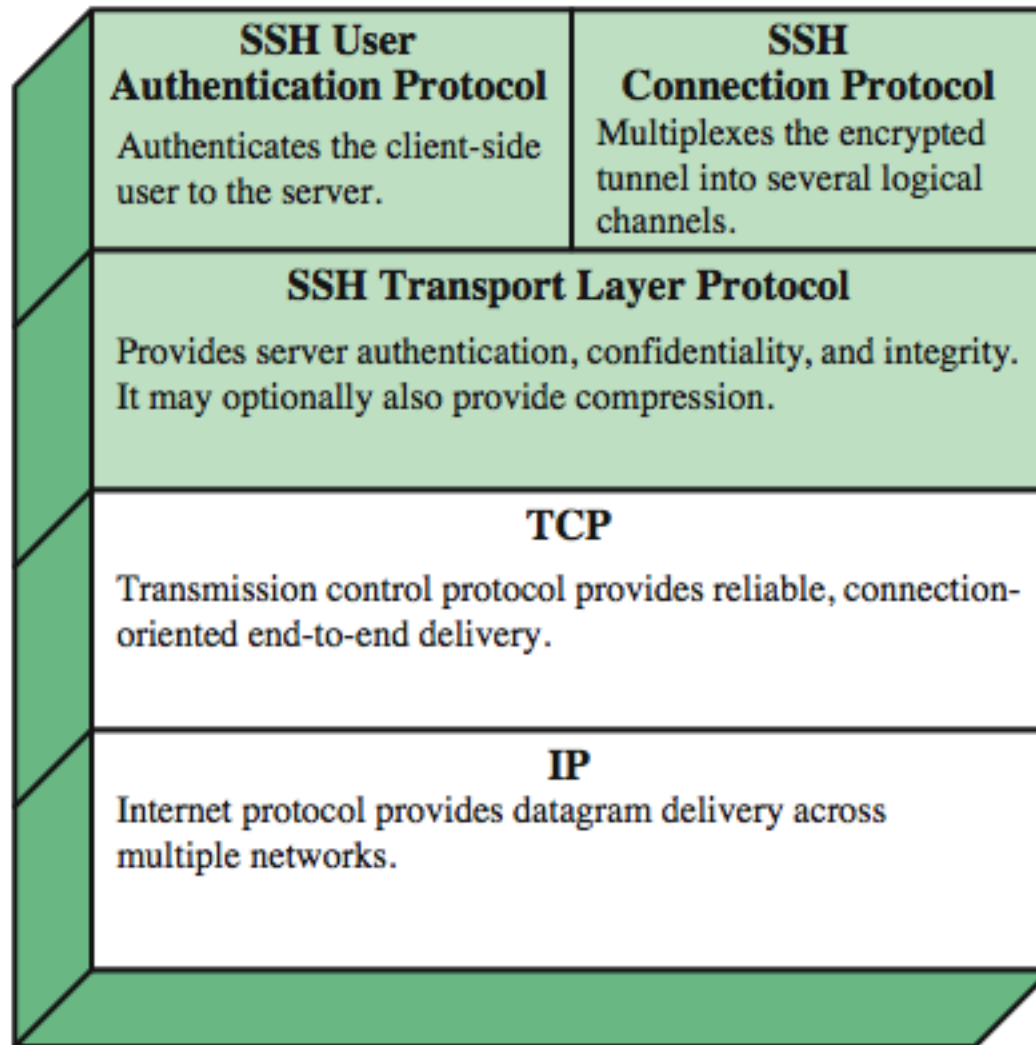 SSH User
Authentication Protocol
Authenticates the client-side
user to the server.
SSH
Connection Protocol
Multiplexes the encrypted
tunnel into several logical
channels.
SSH Transport Layer Protocol
Provides server authentication, confidentiality, and integrity.
It may optionally also provide compression.
TCP
Transmission control protocol provides reliable, connection-
oriented end-to-end delivery.
IP
Internet protocol provides datagram delivery across
multiple networks.